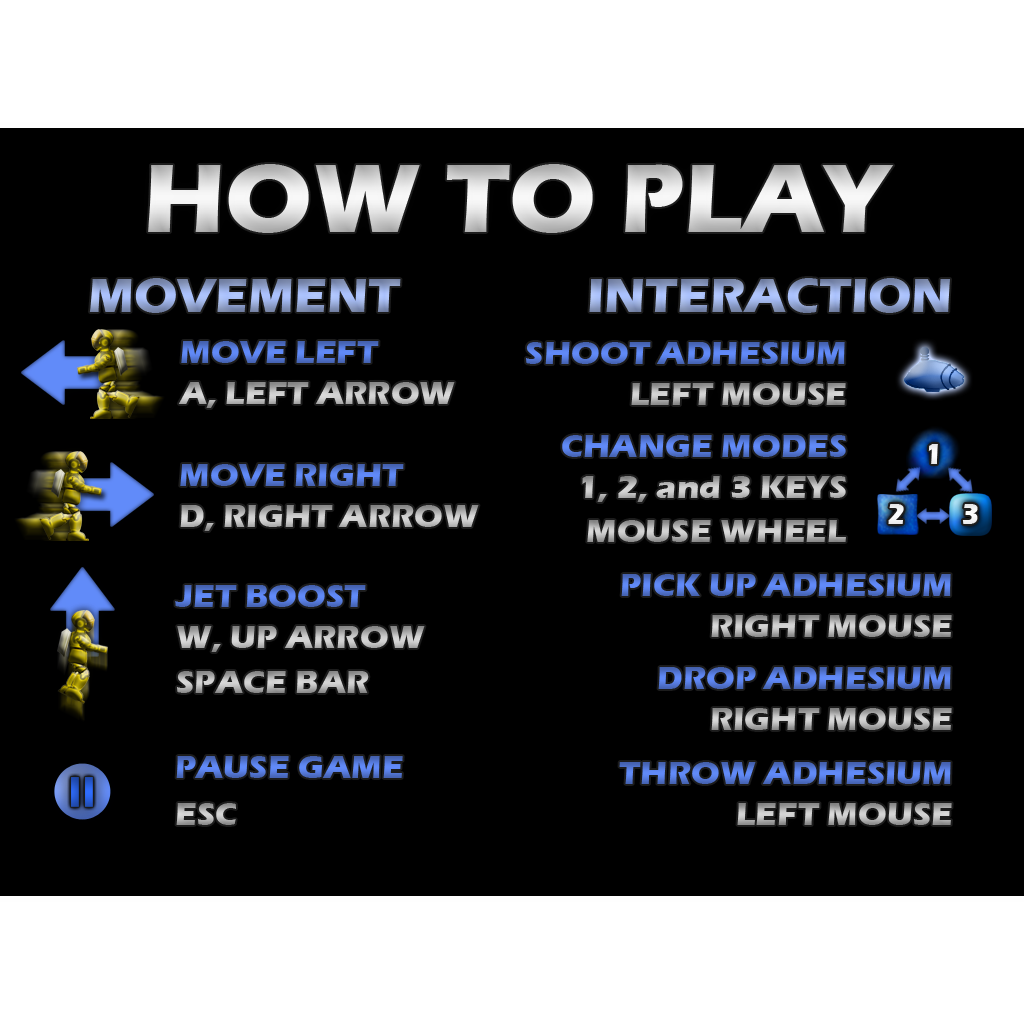 HOW TO PLAY
MOVEMENT
MOVE LEFT
A, LEFT ARROW
MOVE RIGHT
D, RIGHT ARROW
JET BOOST
W, UP ARROW
SPACE BAR
PAUSE GAME
ESC
INTERACTION
SHOOT ADHESIUM
LEFT MOUSE
CHANGE MODES
1, 2, and 3 KEYS
MOUSE WHEEL
1
2 3
PICK UP ADHESIUM
RIGHT MOUSE
DROP ADHESIUM
RIGHT MOUSE
THROW ADHESIUM
LEFT MOUSE